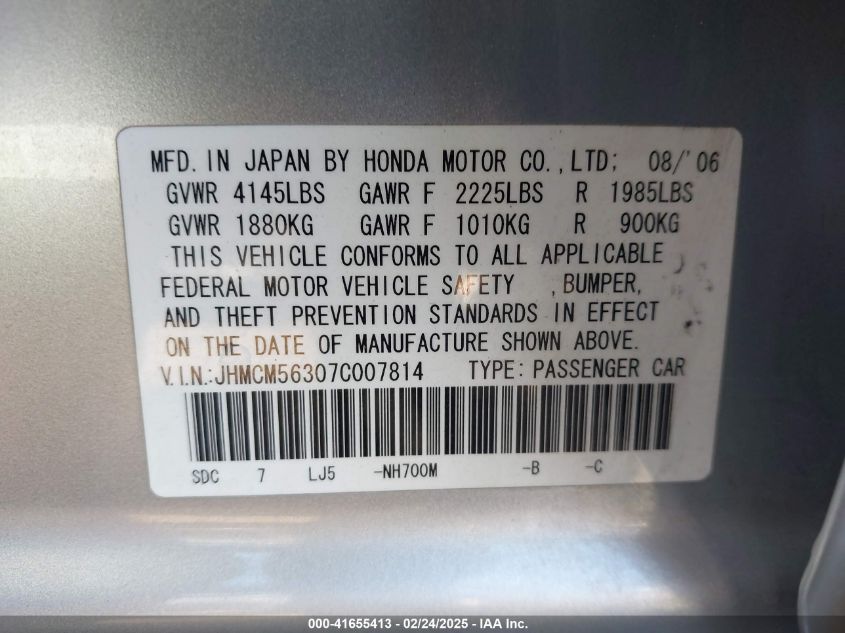 MFD. IN JAPAN BY HONDA MOTOR CO.,LTD; 08/'06
GVWR 4145LBS GAWR F 2225LBS R 1985LBS
GVWR 1880KG GAWR F 1010KG R 900KG
THIS VEHICLE CONFORMS TO ALL APPLICABLE
FEDERAL MOTOR VEHICLE SAFETY ,BUMPER,
AND THEFT PREVENTION STANDARDS IN EFFECT
ON THE DATE OF MANUFACTURE SHOWN ABOVE.
V.I.N.:JHMCM56307C007814 TYPE: PASSENGER CAR
SDC 7 LJ5 -NH700M -B -C
000-41655413 - 02/24/2025 - IAA Inc.